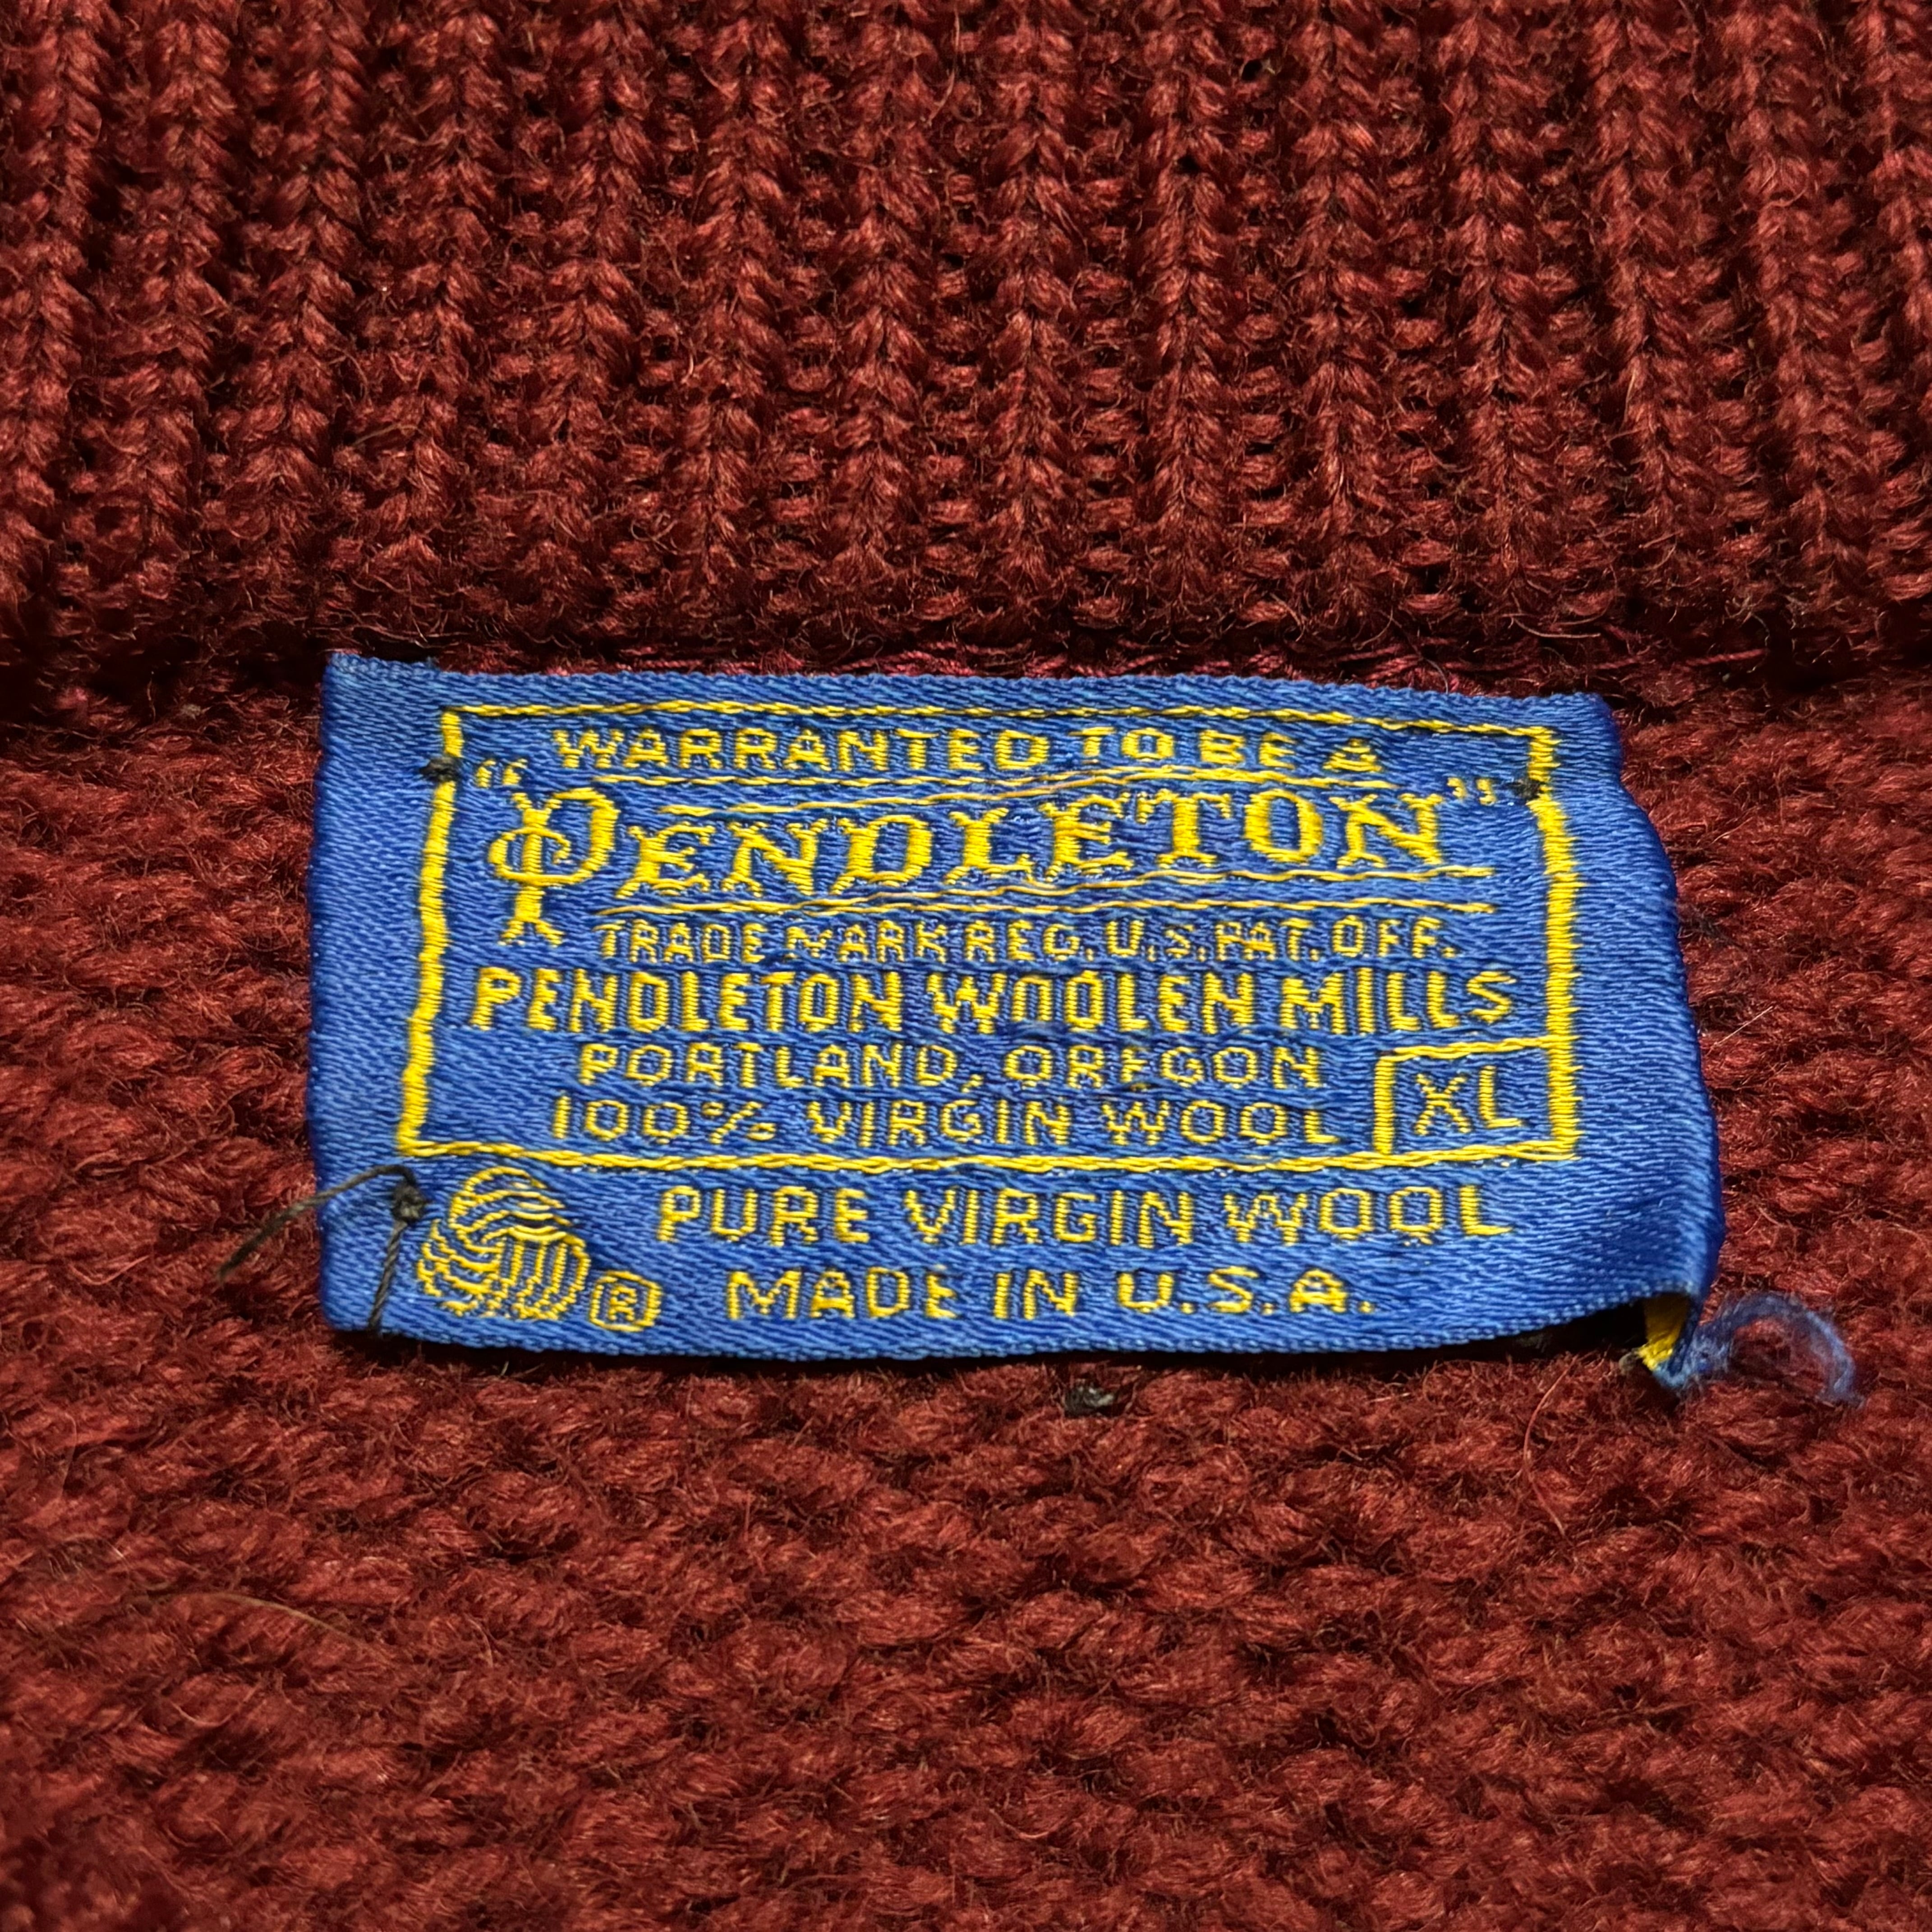 WARRANTED TO BE A
"PENDLETON"
TRADE MARK REG. U.S. PAT. OFF.
PENDLETON WOOLEN MILLS
PORTLAND, OREGON
100% VIRGIN WOOL XL
PURE VIRGIN WOOL
® MADE IN U.S.A.